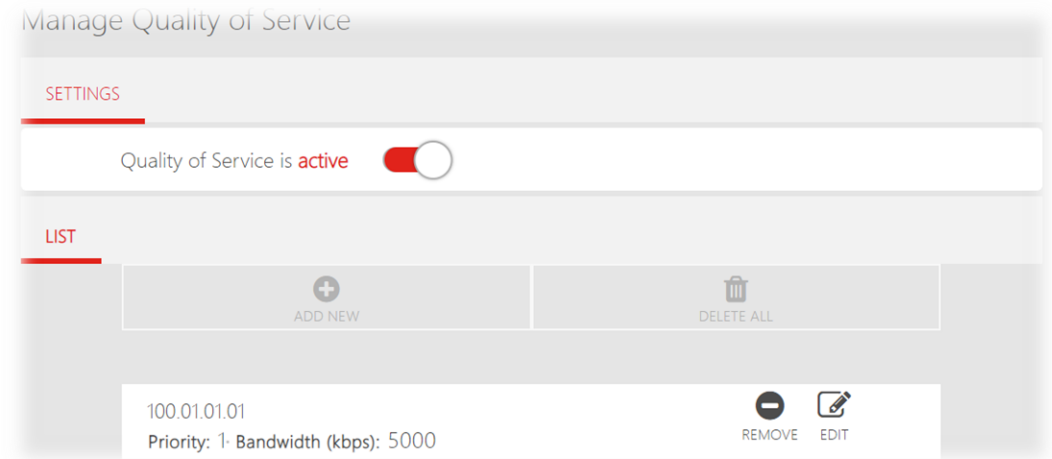 Manage Quality of Service
SETTINGS
Quality of Service is active
LIST
ADD NEW
DELETE ALL
100.01.01.01
REMOVE EDIT
Priority: 1· Bandwidth (kbps): 5000